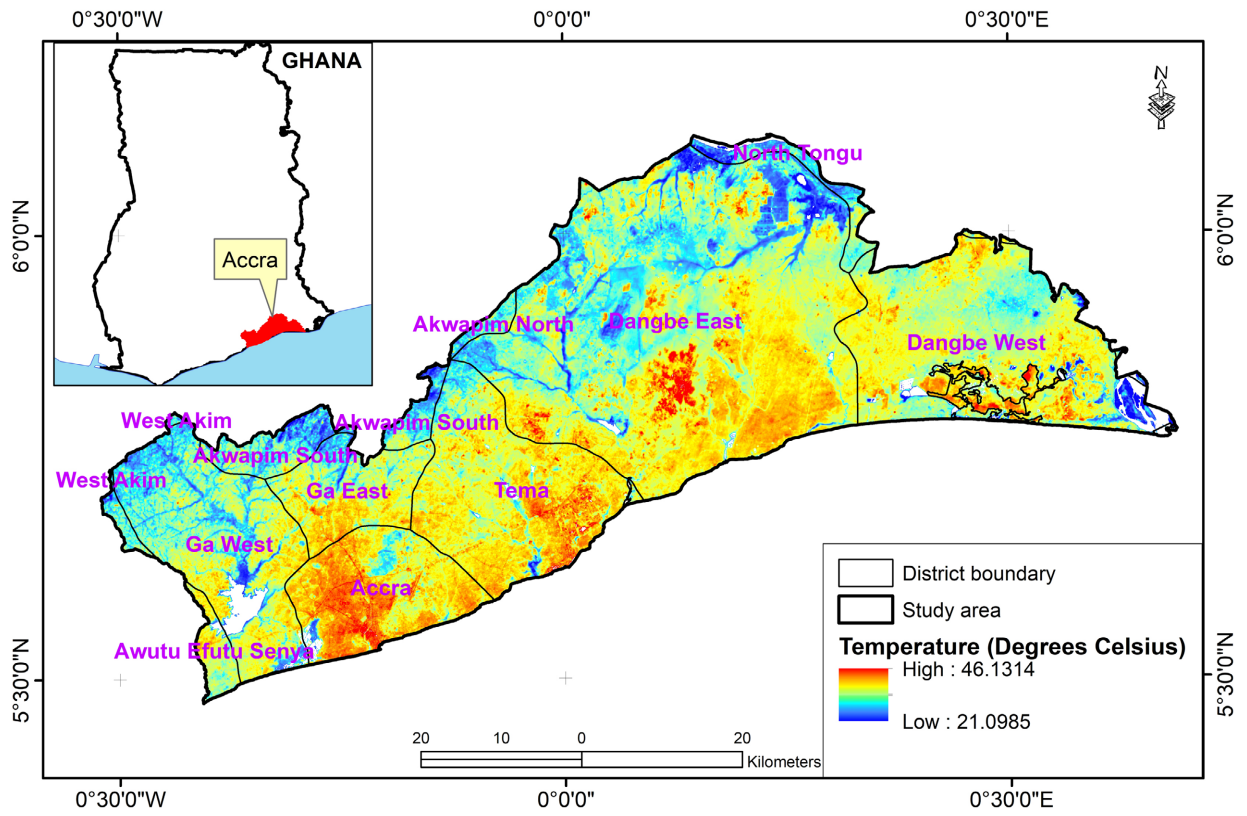 0°30'0"W
0°0'0"
0°30'0"E
GHANA
N
North Tongu
6°0'0"N
6°0'0"N
Accra
Akwapim North
Dangbe East
Dangbe West
West Akim
Akwapim South
Akwapim South
West Akim
Ga East
Tema
Ga West
Accra
Awutu Efutu Senya
5°30'0"N
5°30'0"N
District boundary
Study area
Temperature (Degrees Celsius)
High : 46.1314
Low : 21.0985
20 10 0 20
Kilometers
0°30'0"W
0°0'0"
0°30'0"E